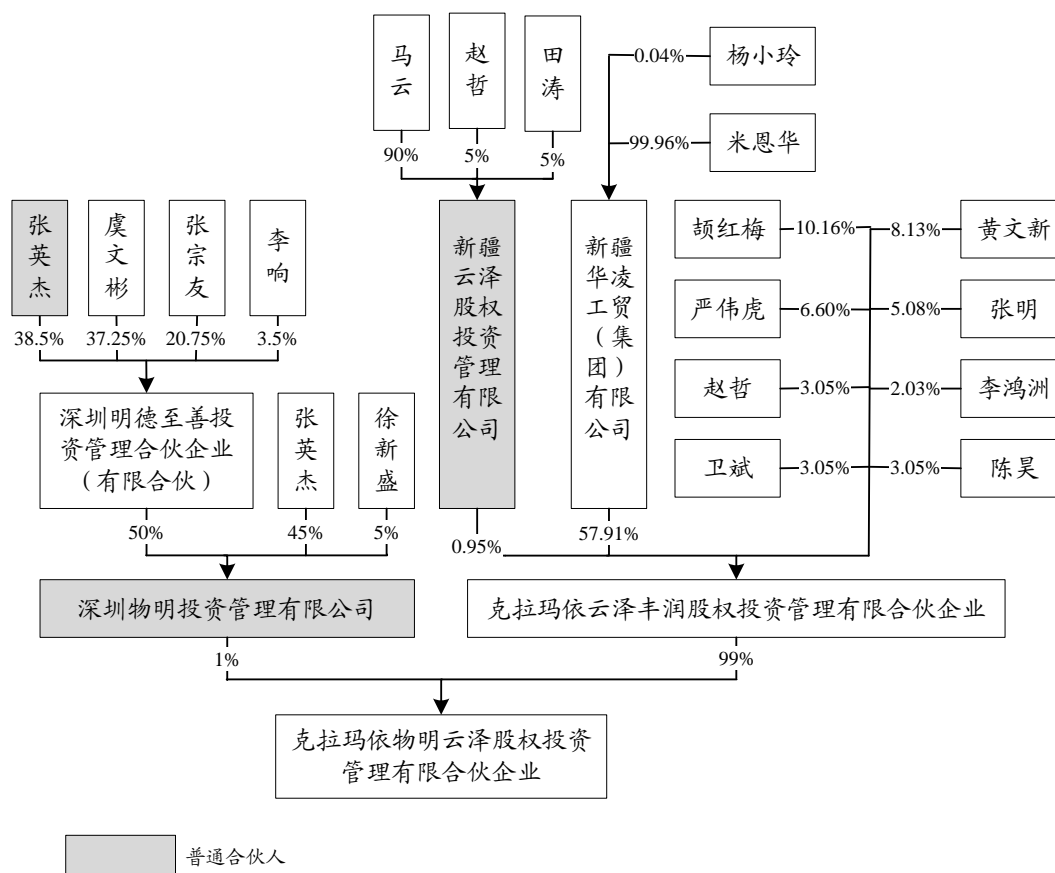 马云
赵哲
田涛
0.04%
杨小玲
99.96%
米恩华
90%
5%
5%
张英杰
虞文彬
张宗友
李响
新疆云泽股权投资管理有限公司
新疆华凌工贸（集团）有限公司
颉红梅
10.16%
8.13%
黄文新
严伟虎
6.60%
5.08%
张明
38.5%
37.25%
20.75%
3.5%
赵哲
3.05%
2.03%
李鸿洲
深圳明德至善投
资管理合伙企业
（有限合伙）
张英杰
徐新盛
卫斌
3.05%
3.05%
陈昊
50%
45%
5%
0.95%
57.91%
深圳物明投资管理有限公司
克拉玛依云泽丰润股权投资管理有限合伙企业
1%
99%
克拉玛依物明云泽股权投资
管理有限合伙企业
普通合伙人